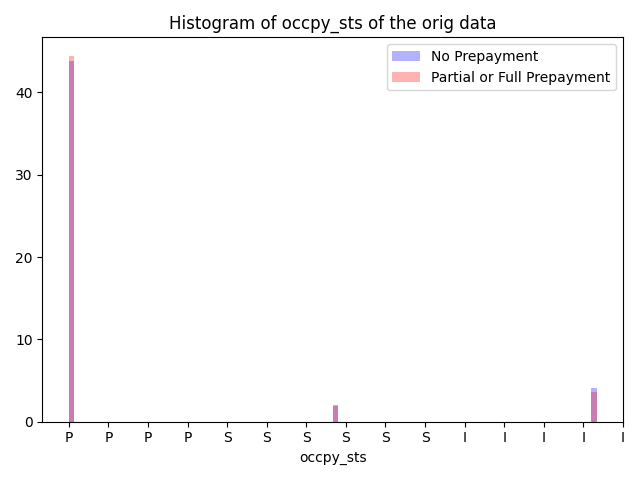 Histogram of occpy_sts of the orig data
No Prepayment
Partial or Full Prepayment
40
30
20
10
0
P P P P S S S S S S I I I I I
occpy_sts